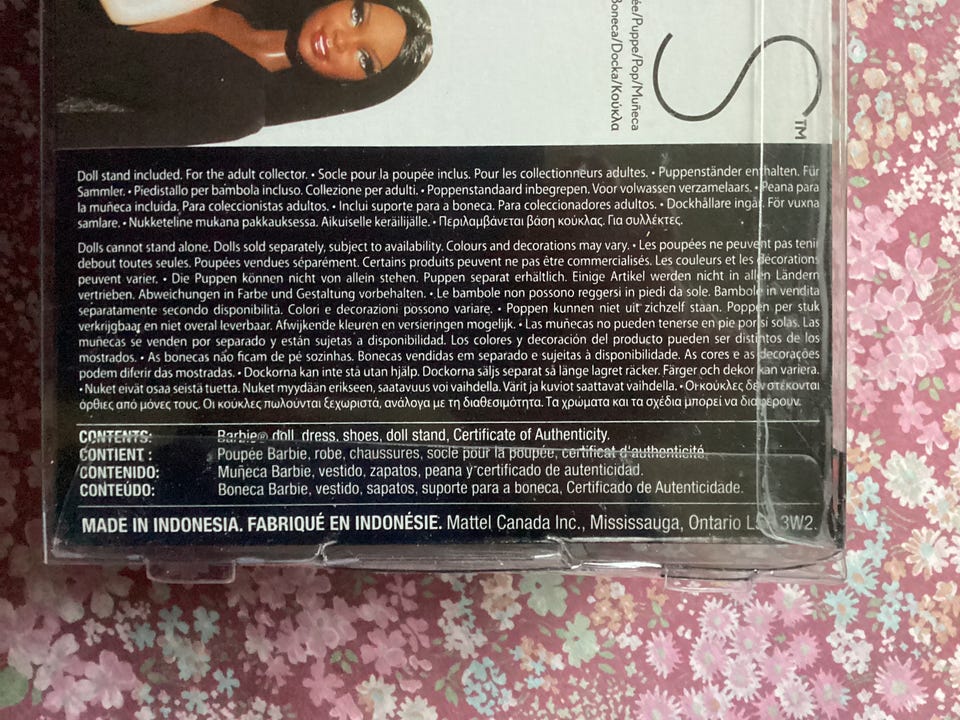 ée/Puppe/Pop/Muñeca
Boneca/Docka/Κούκλα
S™
Doll stand included. For the adult collector. • Socle pour la poupée inclus. Pour les collectionneurs adultes. • Puppenständer enthalten. Für
Sammler. • Piedistallo per bambola incluso. Collezione per adulti. • Poppenstandaard inbegrepen. Voor volwassen verzamelaars. • Peana para
la muñeca incluida. Para coleccionistas adultos. • Inclui suporte para a boneca. Para colecionadores adultos. • Dockhållare ingår. För vuxna
samlare. • Nukketeline mukana pakkauksessa. Aikuiselle keräilijälle. • Περιλαμβάνεται βάση κούκλας. Για συλλέκτες.
Dolls cannot stand alone. Dolls sold separately, subject to availability. Colours and decorations may vary. • Les poupées ne peuvent pas tenir
debout toutes seules. Poupées vendues séparément. Certains produits peuvent ne pas être commercialisés. Les couleurs et les décorations
peuvent varier. • Die Puppen können nicht von allein stehen. Puppen separat erhältlich. Einige Artikel werden nicht in allen Ländern
vertrieben. Abweichungen in Farbe und Gestaltung vorbehalten. • Le bambole non possono reggersi in piedi da sole. Bambole in vendita
separatamente secondo disponibilità. Colori e decorazioni possono variare. • Poppen kunnen niet uit zichzelf staan. Poppen per stuk
verkrijgbaar en niet overal leverbaar. Afwijkende kleuren en versieringen mogelijk. • Las muñecas no pueden tenerse en pie por sí solas. Las
muñecas se venden por separado y están sujetas a disponibilidad. Los colores y decoración del producto pueden ser distintos de los
mostrados. • As bonecas não ficam de pé sozinhas. Bonecas vendidas em separado e sujeitas à disponibilidade. As cores e as decorações
podem diferir das mostradas. • Dockorna kan inte stå utan hjälp. Dockorna säljs separat så länge lagret räcker. Färger och dekor kan variera.
• Nuket eivät osaa seistä tuetta. Nuket myydään erikseen, saatavuus voi vaihdella. Värit ja kuviot saattavat vaihdella. • Οι κούκλες δεν στέκονται
όρθιες από μόνες τους. Οι κούκλες πωλούνται ξεχωριστά, ανάλογα με τη διαθεσιμότητα. Τα χρώματα και τα σχέδια μπορεί να διαφέρουν.
CONTENTS: Barbie® doll, dress, shoes, doll stand, Certificate of Authenticity.
CONTIENT : Poupée Barbie, robe, chaussures, socle pour la poupée, certificat d'authenticité.
CONTENIDO: Muñeca Barbie, vestido, zapatos, peana y certificado de autenticidad.
CONTEÚDO: Boneca Barbie, vestido, sapatos, suporte para a boneca, Certificado de Autenticidade.
MADE IN INDONESIA. FABRIQUÉ EN INDONÉSIE. Mattel Canada Inc., Mississauga, Ontario 3W2.